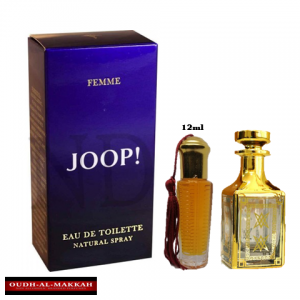 FEMME
12ml
JOOP!
EAU DE TOILETTE
NATURAL SPRAY
OUDH-AL-MAKKAH